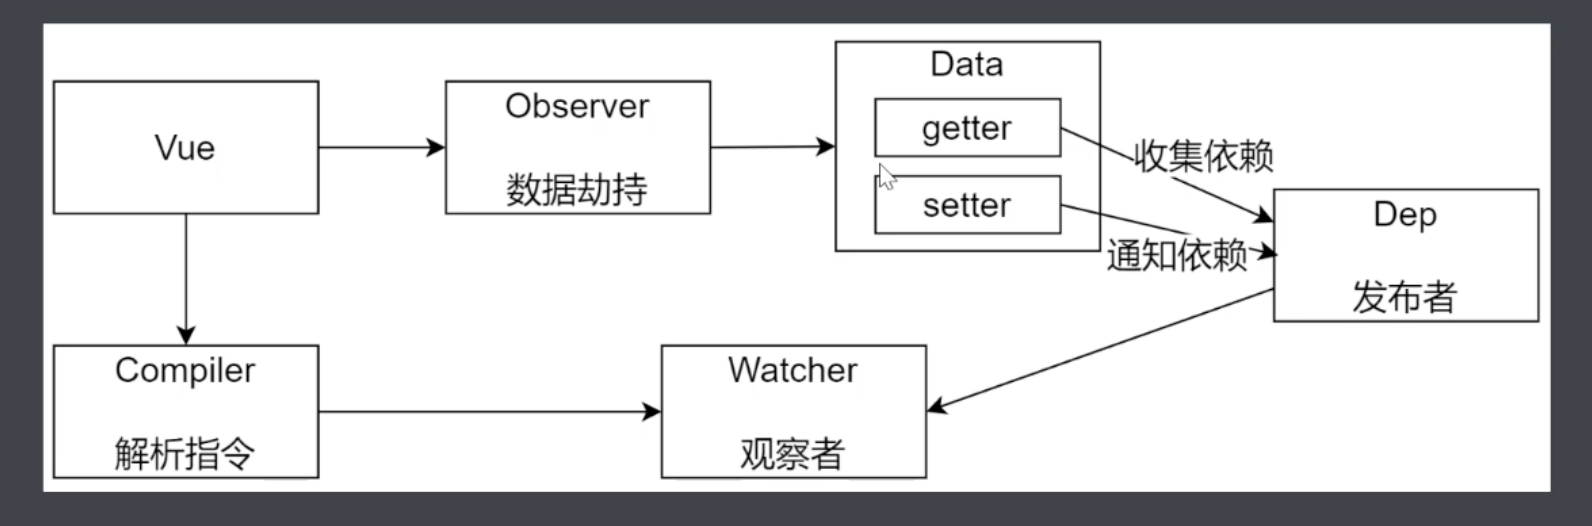 Vue
Observer
数据劫持
Data
getter
setter
收集依赖
通知依赖
Dep
发布者
Compiler
解析指令
Watcher
观察者